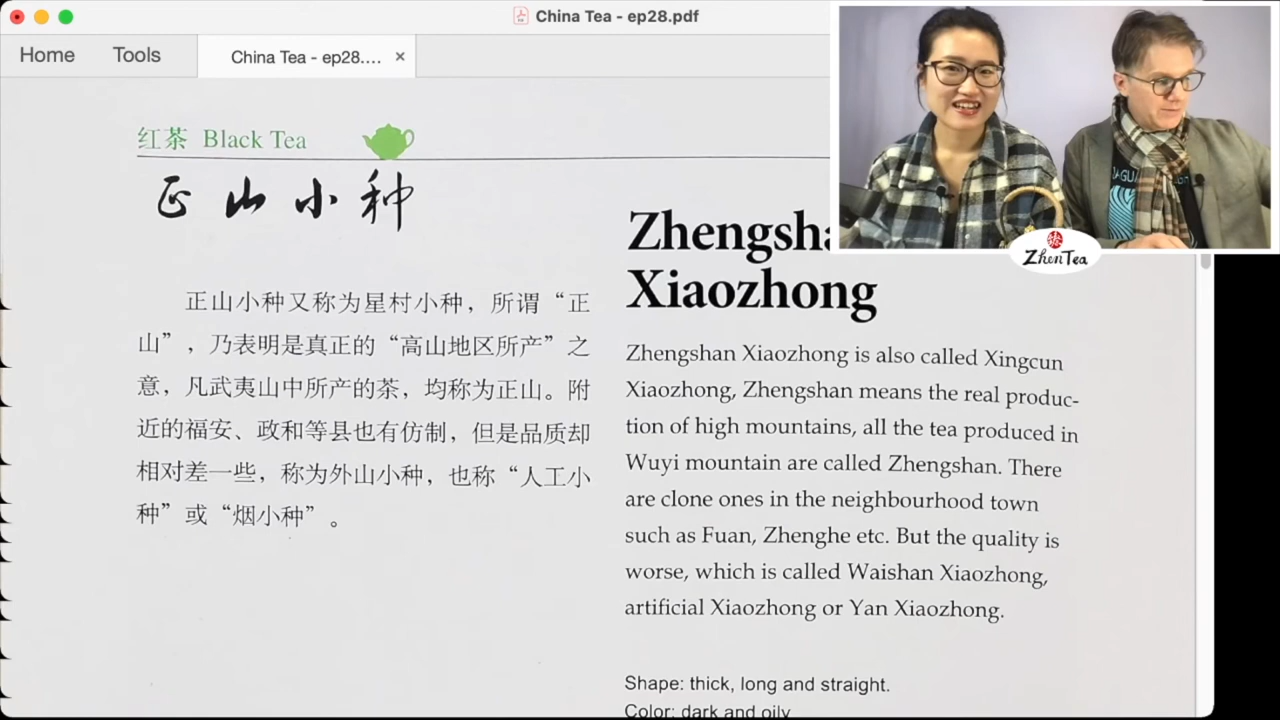 China Tea - ep28.pdf
Home
Tools
China Tea - ep28.... ×
红茶 Black Tea
正山小种
正山小种又称为星村小种，所谓“正
山”，乃表明是真正的“高山地区所产”之
意，凡武夷山中所产的茶，均称为正山。附
近的福安、政和等县也有仿制，但是品质却
相对差一些，称为外山小种，也称“人工小
种”或“烟小种”。
Xiaozhong
Zhengshan Xiaozhong is also called Xingcun
Xiaozhong, Zhengshan means the real produc-
tion of high mountains, all the tea produced in
Wuyi mountain are called Zhengshan. There
are clone ones in the neighbourhood town
such as Fuan, Zhenghe etc. But the quality is
worse, which is called Waishan Xiaozhong,
artificial Xiaozhong or Yan Xiaozhong.
Shape: thick, long and straight.
Color: dark and oily
ZhenTea